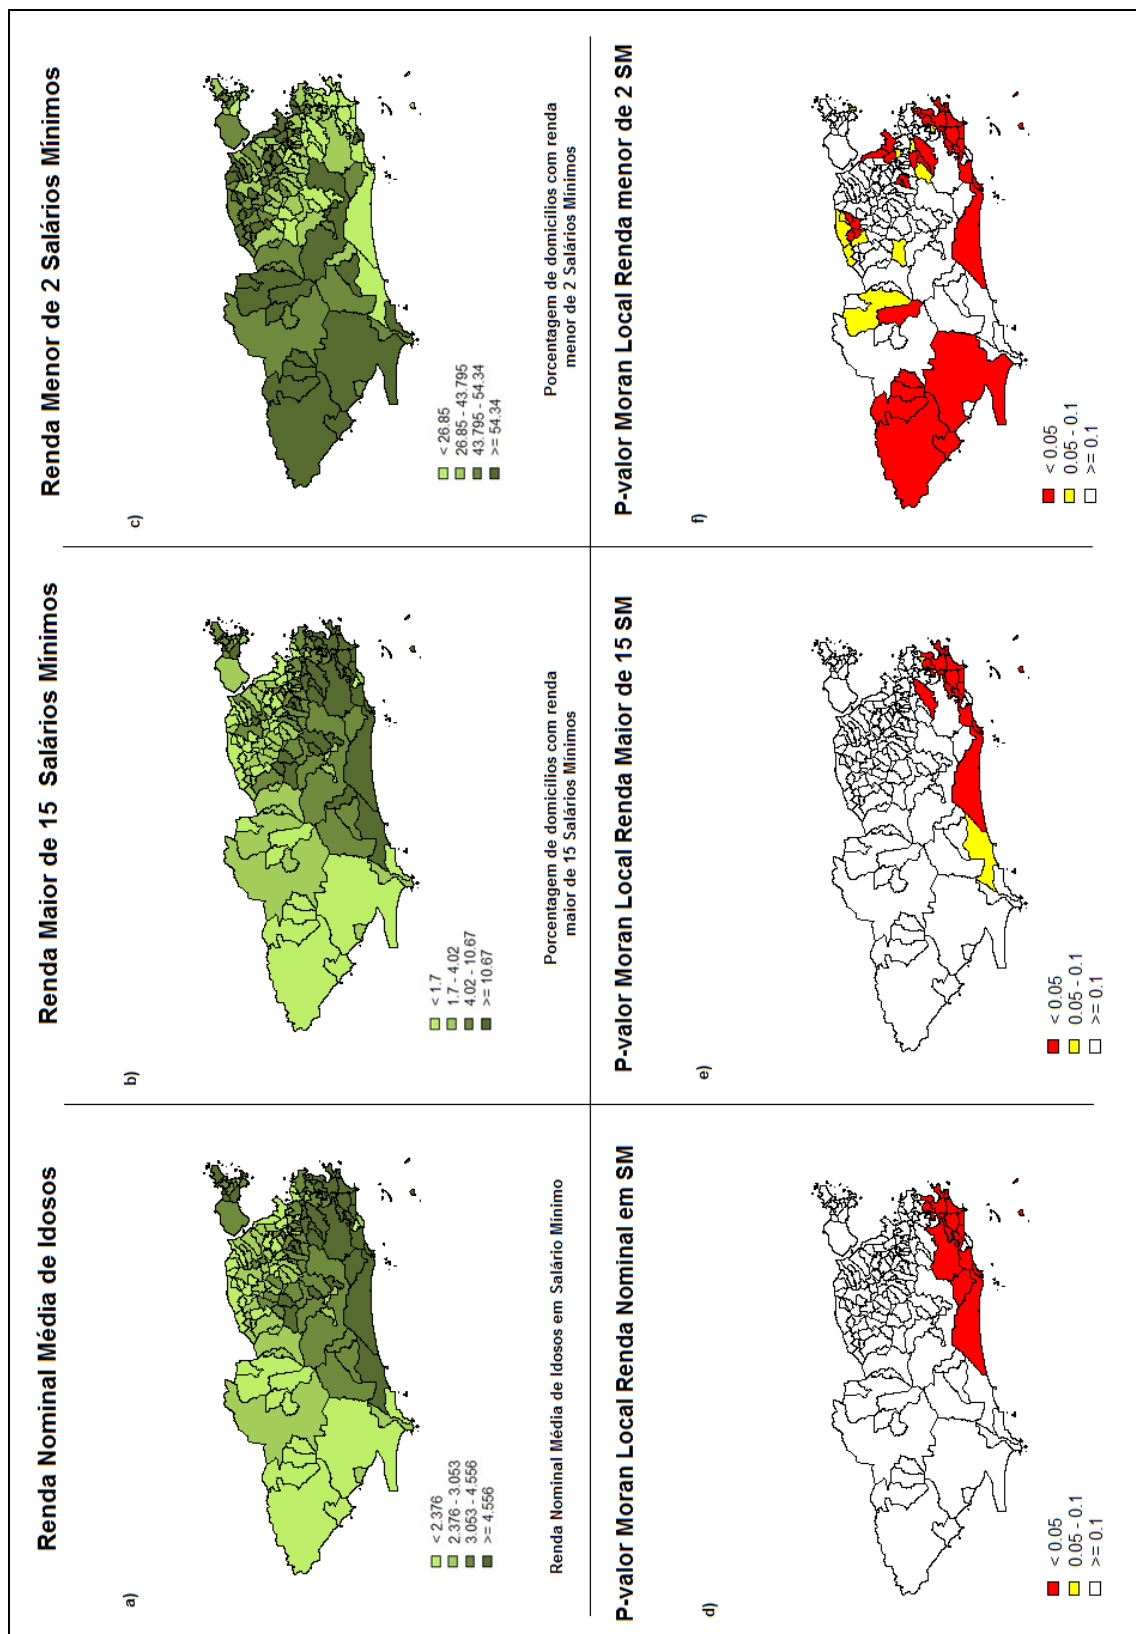 Renda Nominal Média de Idosos
a)
< 2.376
2.376 - 3.053
3.053 - 4.556
>= 4.556
Renda Nominal Média de Idosos em Salário Mínimo
Renda Maior de 15 Salários Mínimos
b)
< 1.7
1.7 - 4.02
4.02 - 10.67
>= 10.67
Porcentagem de domicílios com renda
maior de 15 Salários Mínimos
Renda Menor de 2 Salários Mínimos
c)
< 26.85
26.85 - 43.795
43.795 - 54.34
>= 54.34
Porcentagem de domicílios com renda
menor de 2 Salários Mínimos
P-valor Moran Local Renda Nominal em SM
d)
< 0.05
0.05 - 0.1
>= 0.1
P-valor Moran Local Renda Maior de 15 SM
e)
< 0.05
0.05 - 0.1
>= 0.1
P-valor Moran Local Renda menor de 2 SM
f)
< 0.05
0.05 - 0.1
>= 0.1